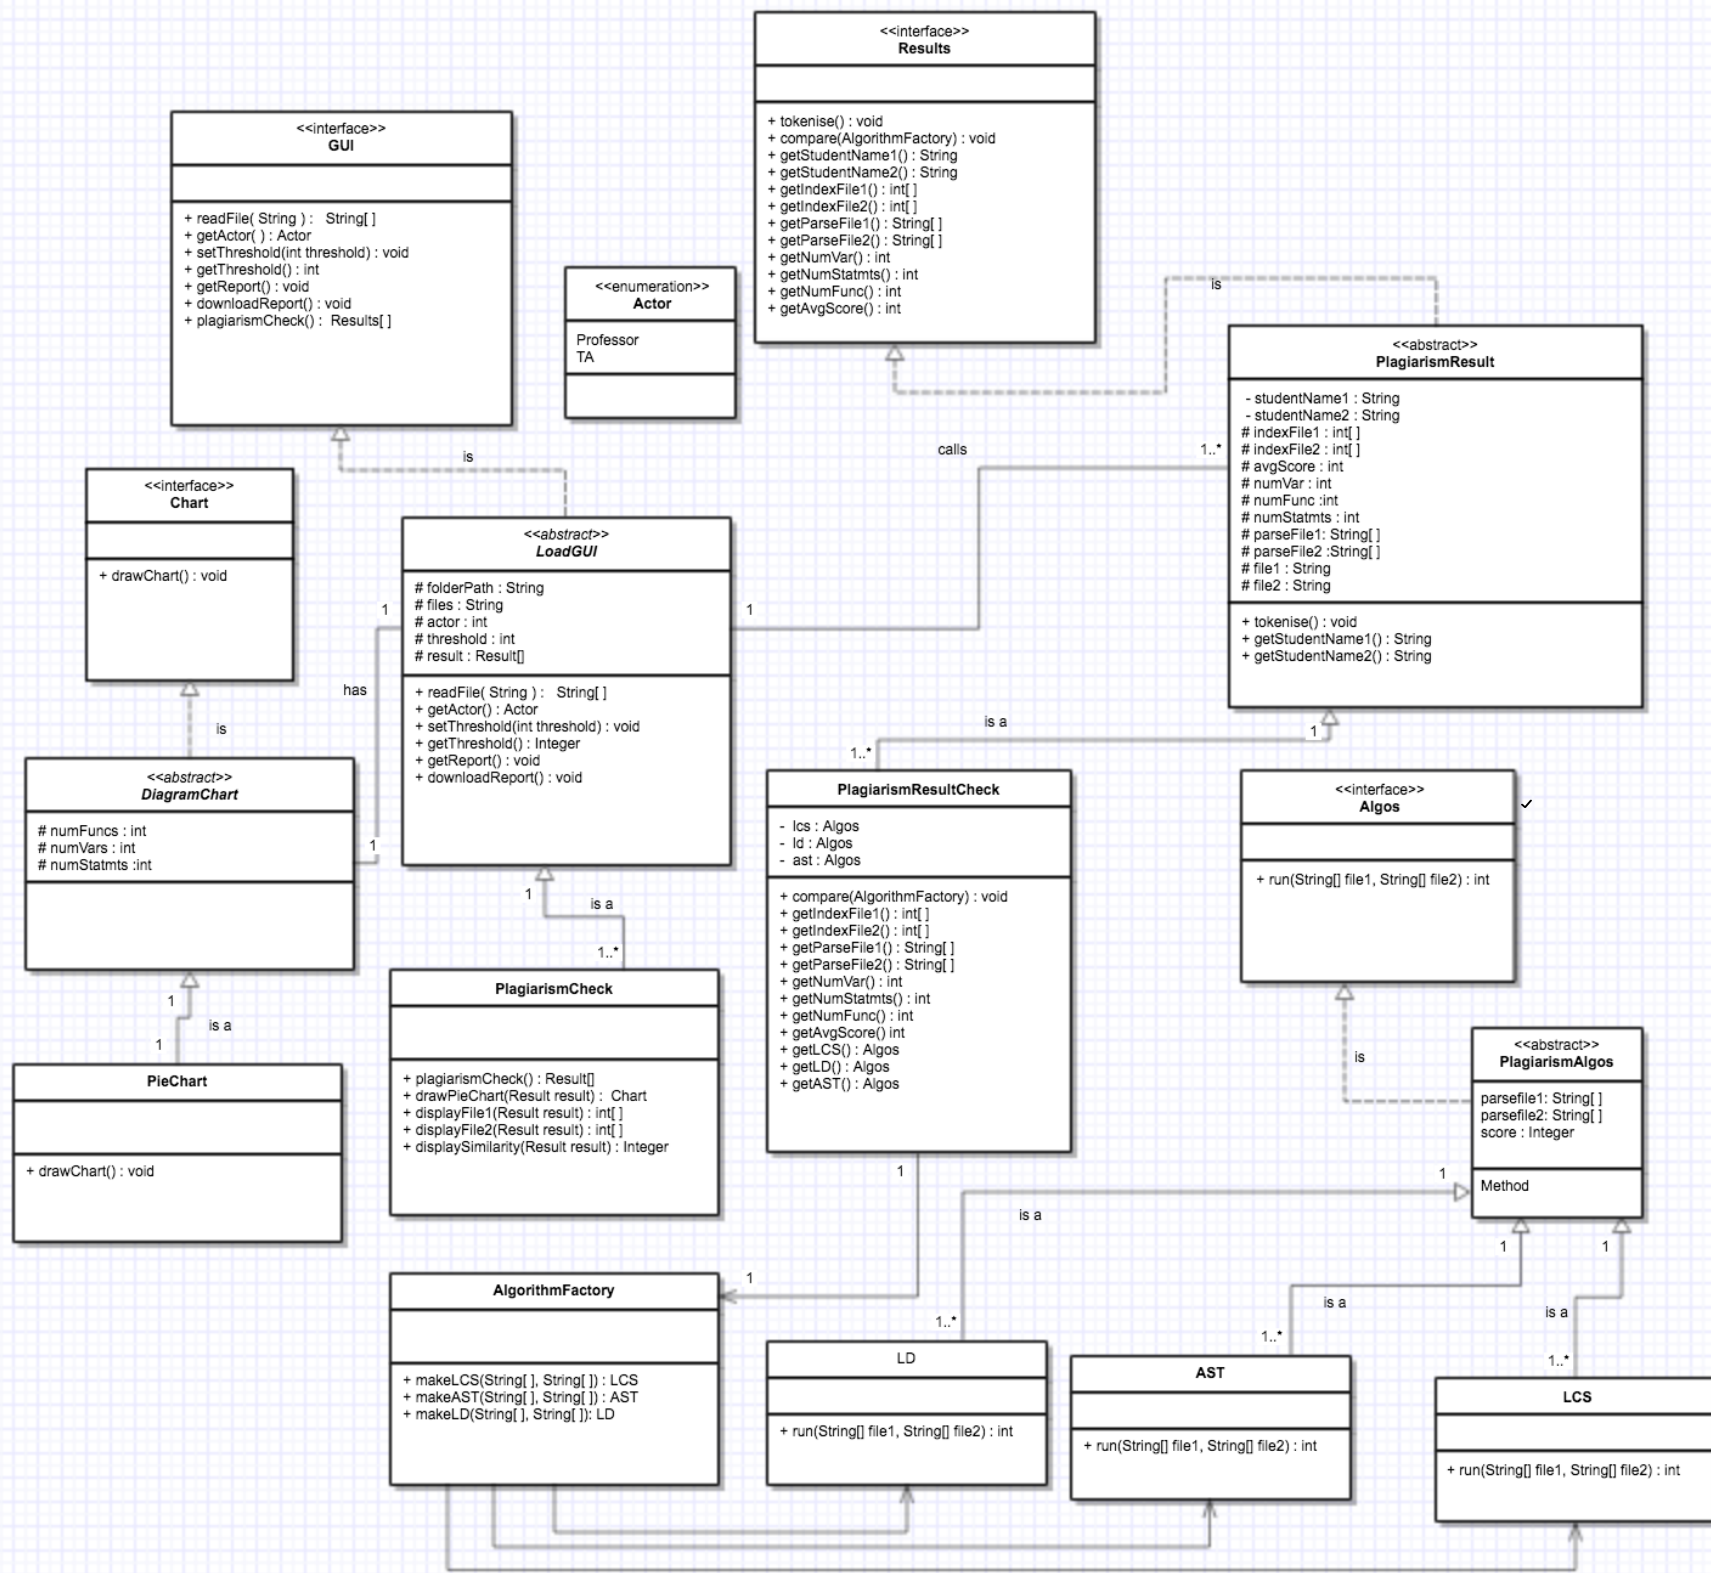 <<interface>>
Results
+ tokenise() : void
+ compare(AlgorithmFactory) : void
+ getStudentName1() : String
+ getStudentName2() : String
+ getIndexFile1() : int[ ]
+ getIndexFile2() : int[ ]
+ getParseFile1() : String[ ]
+ getParseFile2() : String[ ]
+ getNumVar() : int
+ getNumStatmts() : int
+ getNumFunc() : int
+ getAvgScore() : int
<<interface>>
GUI
+ readFile( String ) :   String[ ]
+ getActor( ) : Actor
+ setThreshold(int threshold) : void
+ getThreshold() : int
+ getReport() : void
+ downloadReport() : void
+ plagiarismCheck() :  Results[ ]
<<enumeration>>
Actor
Professor
TA
is
<<abstract>>
PlagiarismResult
- studentName1 : String
- studentName2 : String
# indexFile1 : int[ ]
# indexFile2 : int[ ]
# avgScore : int
# numVar : int
# numFunc :int
# numStatmts : int
# parseFile1: String[ ]
# parseFile2 :String[ ]
# file1 : String
# file2 : String
+ tokenise() : void
+ getStudentName1() : String
+ getStudentName2() : String
is
calls
1..*
<<interface>>
Chart
+ drawChart() : void
<<abstract>>
LoadGUI
# folderPath : String
# files : String
# actor : int
# threshold : int
# result : Result[]
+ readFile( String ) :   String[ ]
+ getActor() : Actor
+ setThreshold(int threshold) : void
+ getThreshold() : Integer
+ getReport() : void
+ downloadReport() : void
1
1
has
is
1
is a
1
1..*
<<abstract>>
DiagramChart
# numFuncs : int
# numVars : int
# numStatmts :int
PlagiarismResultCheck
- lcs : Algos
- ld : Algos
- ast : Algos
+ compare(AlgorithmFactory) : void
+ getIndexFile1() : int[ ]
+ getIndexFile2() : int[ ]
+ getParseFile1() : String[ ]
+ getParseFile2() : String[ ]
+ getNumVar() : int
+ getNumStatmts() : int
+ getNumFunc() : int
+ getAvgScore() int
+ getLCS() : Algos
+ getLD() : Algos
+ getAST() : Algos
<<interface>>
Algos
+ run(String[] file1, String[] file2) : int
1
is a
1..*
1
is a
1
PlagiarismCheck
+ plagiarismCheck() : Result[]
+ drawPieChart(Result result) :  Chart
+ displayFile1(Result result) : int[ ]
+ displayFile2(Result result) : int[ ]
+ displaySimilarity(Result result) : Integer
is
<<abstract>>
PlagiarismAlgos
parsefile1: String[ ]
parsefile2: String[ ]
score : Integer
Method
PieChart
+ drawChart() : void
1
1
1
is a
1..*
1
is a
1..*
1
is a
1..*
AlgorithmFactory
+ makeLCS(String[ ], String[ ]) : LCS
+ makeAST(String[ ], String[ ]) : AST
+ makeLD(String[ ], String[ ]): LD
LD
+ run(String[] file1, String[] file2) : int
AST
+ run(String[] file1, String[] file2) : int
LCS
+ run(String[] file1, String[] file2) : int